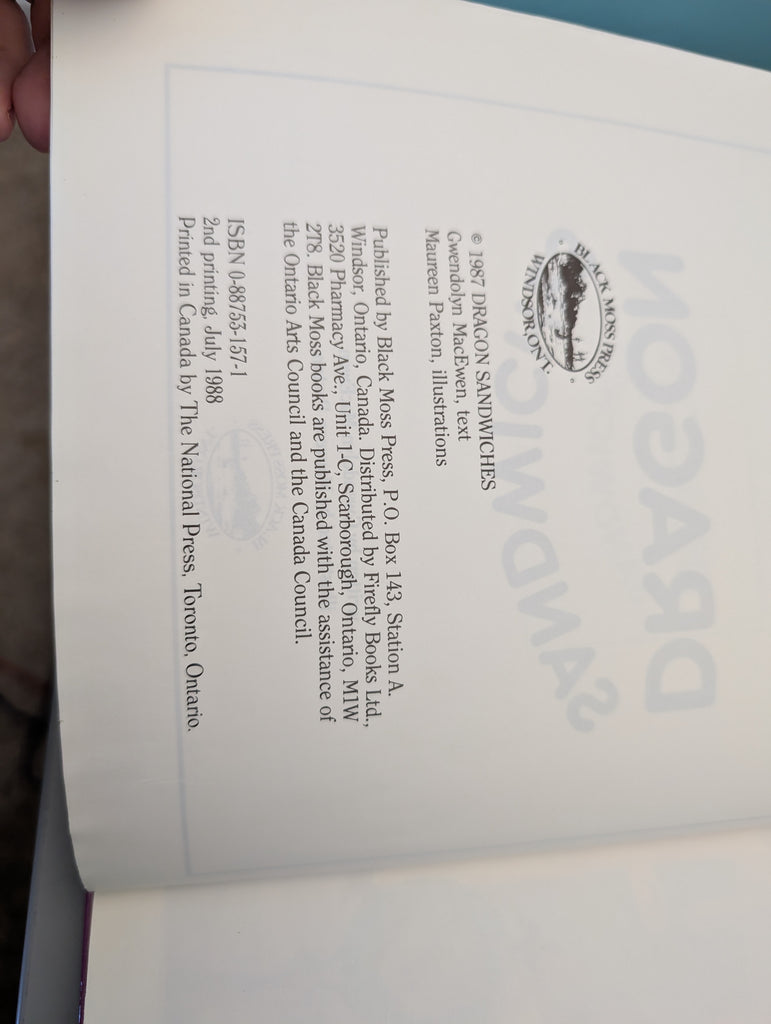 BLACK MOSS PRESS
WINDSOR, ONT.
© 1987 DRAGON SANDWICHES
Gwendolyn MacEwen, text
Maureen Paxton, illustrations
Published by Black Moss Press, P.O. Box 143, Station A.
Windsor, Ontario, Canada. Distributed by Firefly Books Ltd.,
3520 Pharmacy Ave., Unit 1-C, Scarborough, Ontario, M1W
2T8. Black Moss books are published with the assistance of
the Ontario Arts Council and the Canada Council.
ISBN 0-88753-157-1
2nd printing, July 1988
Printed in Canada by The National Press, Toronto, Ontario.
DRAGON